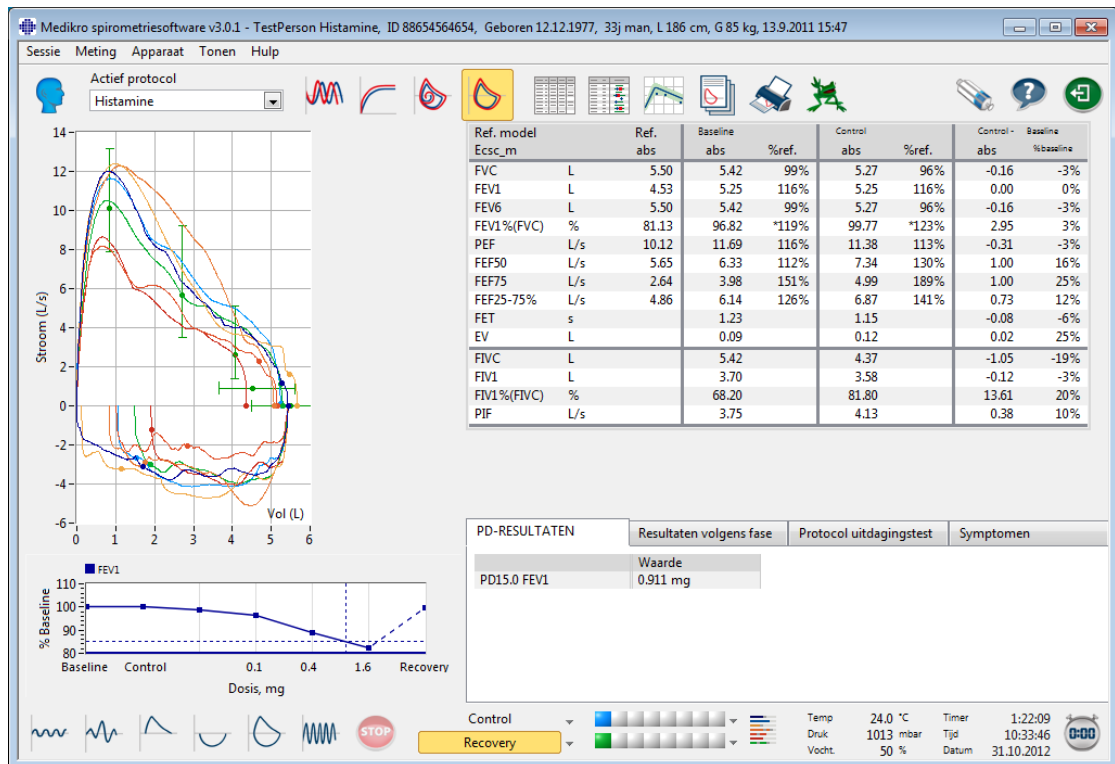 Medikro spirometriesoftware v3.0.1 - TestPerson Histamine, ID 88654564654, Geboren 12.12.1977, 33j man, L 186 cm, G 85 kg, 13.9.2011 15:47
Sessie Meting Apparaat Tonen Hulp
Actief protocol
Histamine
14
12
10
8
6
4
2
0
-2
-4
-6
Stroom (L/s)
Vol (L)
0 1 2 3 4 5 6
Ref. model Ref. Baseline Control Control - Baseline
Ecsc_m abs abs %ref. abs %ref. abs %baseline
FVC L 5.50 5.42 99% 5.27 96% -0.16 -3%
FEV1 L 4.53 5.25 116% 5.25 116% 0.00 0%
FEV6 L 5.50 5.42 99% 5.27 96% -0.16 -3%
FEV1%(FVC) % 81.13 96.82 *119% 99.77 *123% 2.95 3%
PEF L/s 10.12 11.69 116% 11.38 113% -0.31 -3%
FEF50 L/s 5.65 6.33 112% 7.34 130% 1.00 16%
FEF75 L/s 2.64 3.98 151% 4.99 189% 1.00 25%
FEF25-75% L/s 4.86 6.14 126% 6.87 141% 0.73 12%
FET s 1.23 1.15 -0.08 -6%
EV L 0.09 0.12 0.02 25%
FIVC L 5.42 4.37 -1.05 -19%
FIV1 L 3.70 3.58 -0.12 -3%
FIV1%(FIVC) % 68.20 81.80 13.61 20%
PIF L/s 3.75 4.13 0.38 10%
PD-RESULTATEN Resultaten volgens fase Protocol uitdagingstest Symptomen
Waarde
PD15.0 FEV1 0.911 mg
FEV1
110
100
90
80
% Baseline
Baseline Control 0.1 0.4 1.6 Recovery
Dosis, mg
STOP
Control
Recovery
Temp 24.0 °C Timer 1:22:09
Druk 1013 mbar Tijd 10:33:46
Vocht. 50 % Datum 31.10.2012
0:00